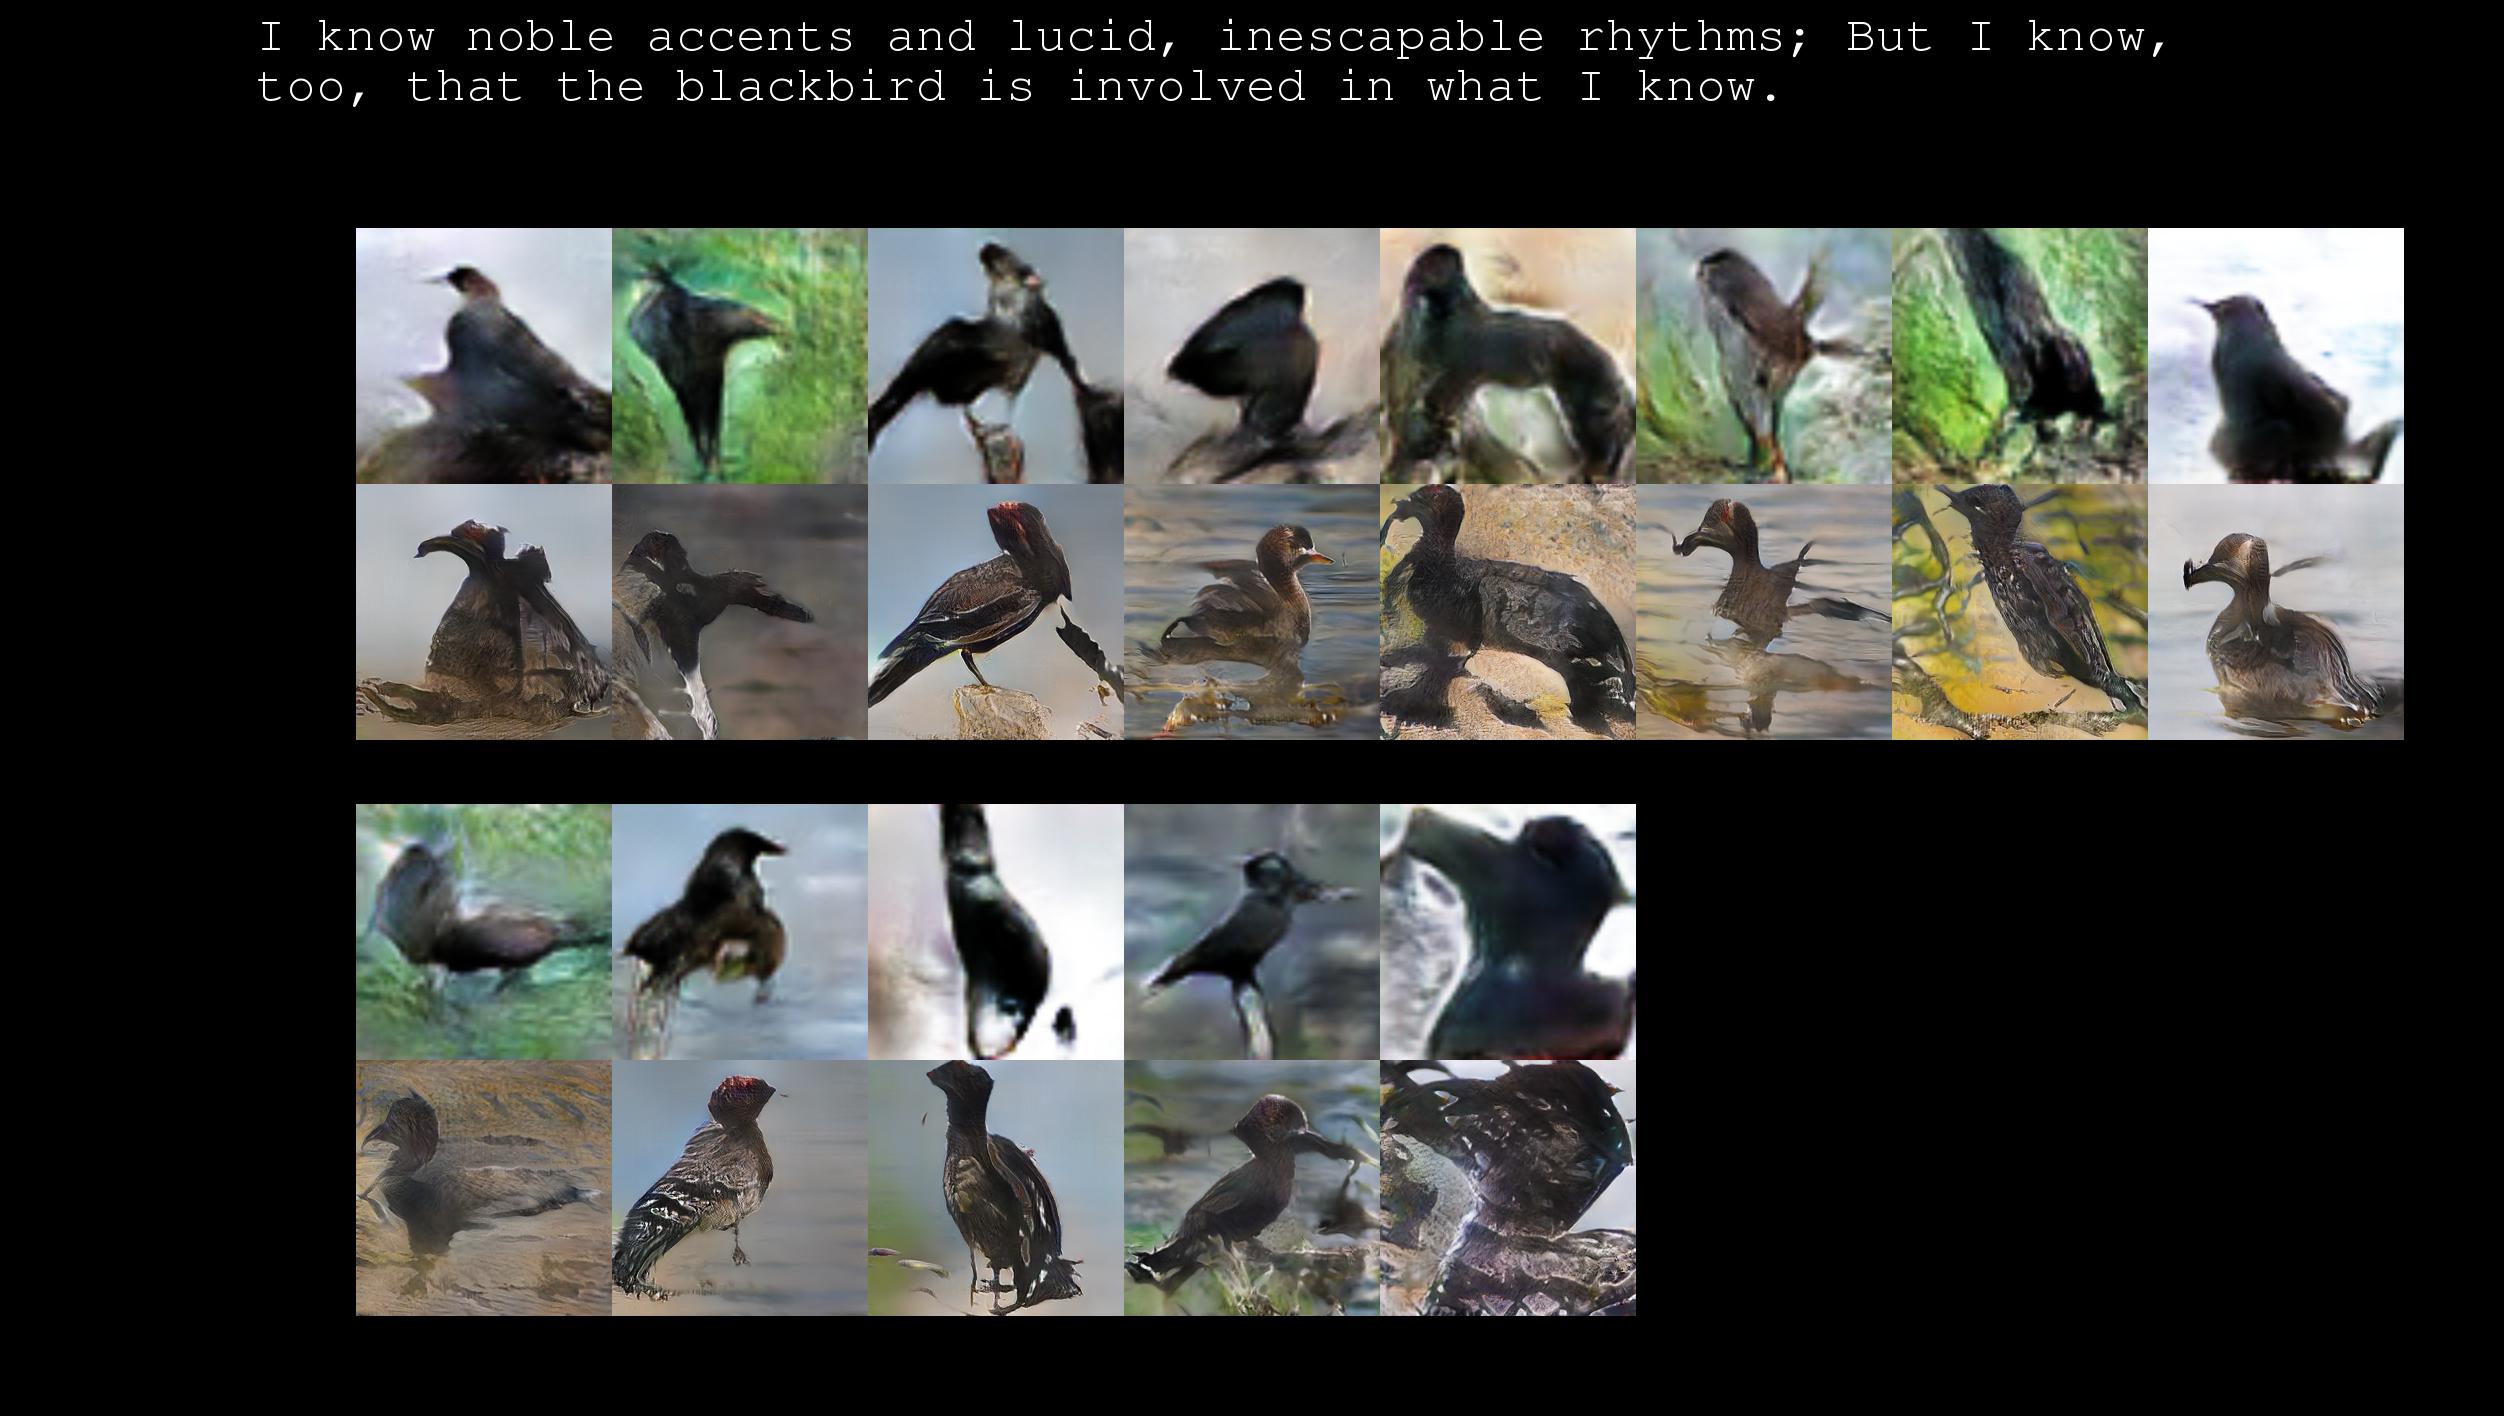 I know noble accents and lucid, inescapable rhythms; But I know,
too, that the blackbird is involved in what I know.